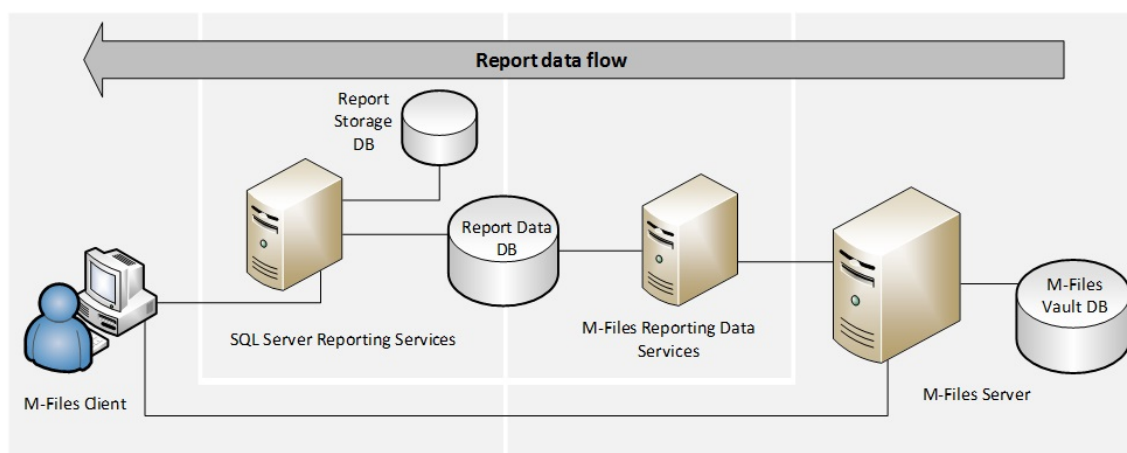 Report data flow
Report
Storage
DB
Report Data
DB
M-Files
Vault DB
SQL Server Reporting Services
M-Files Reporting Data
Services
M-Files Client
M-Files Server